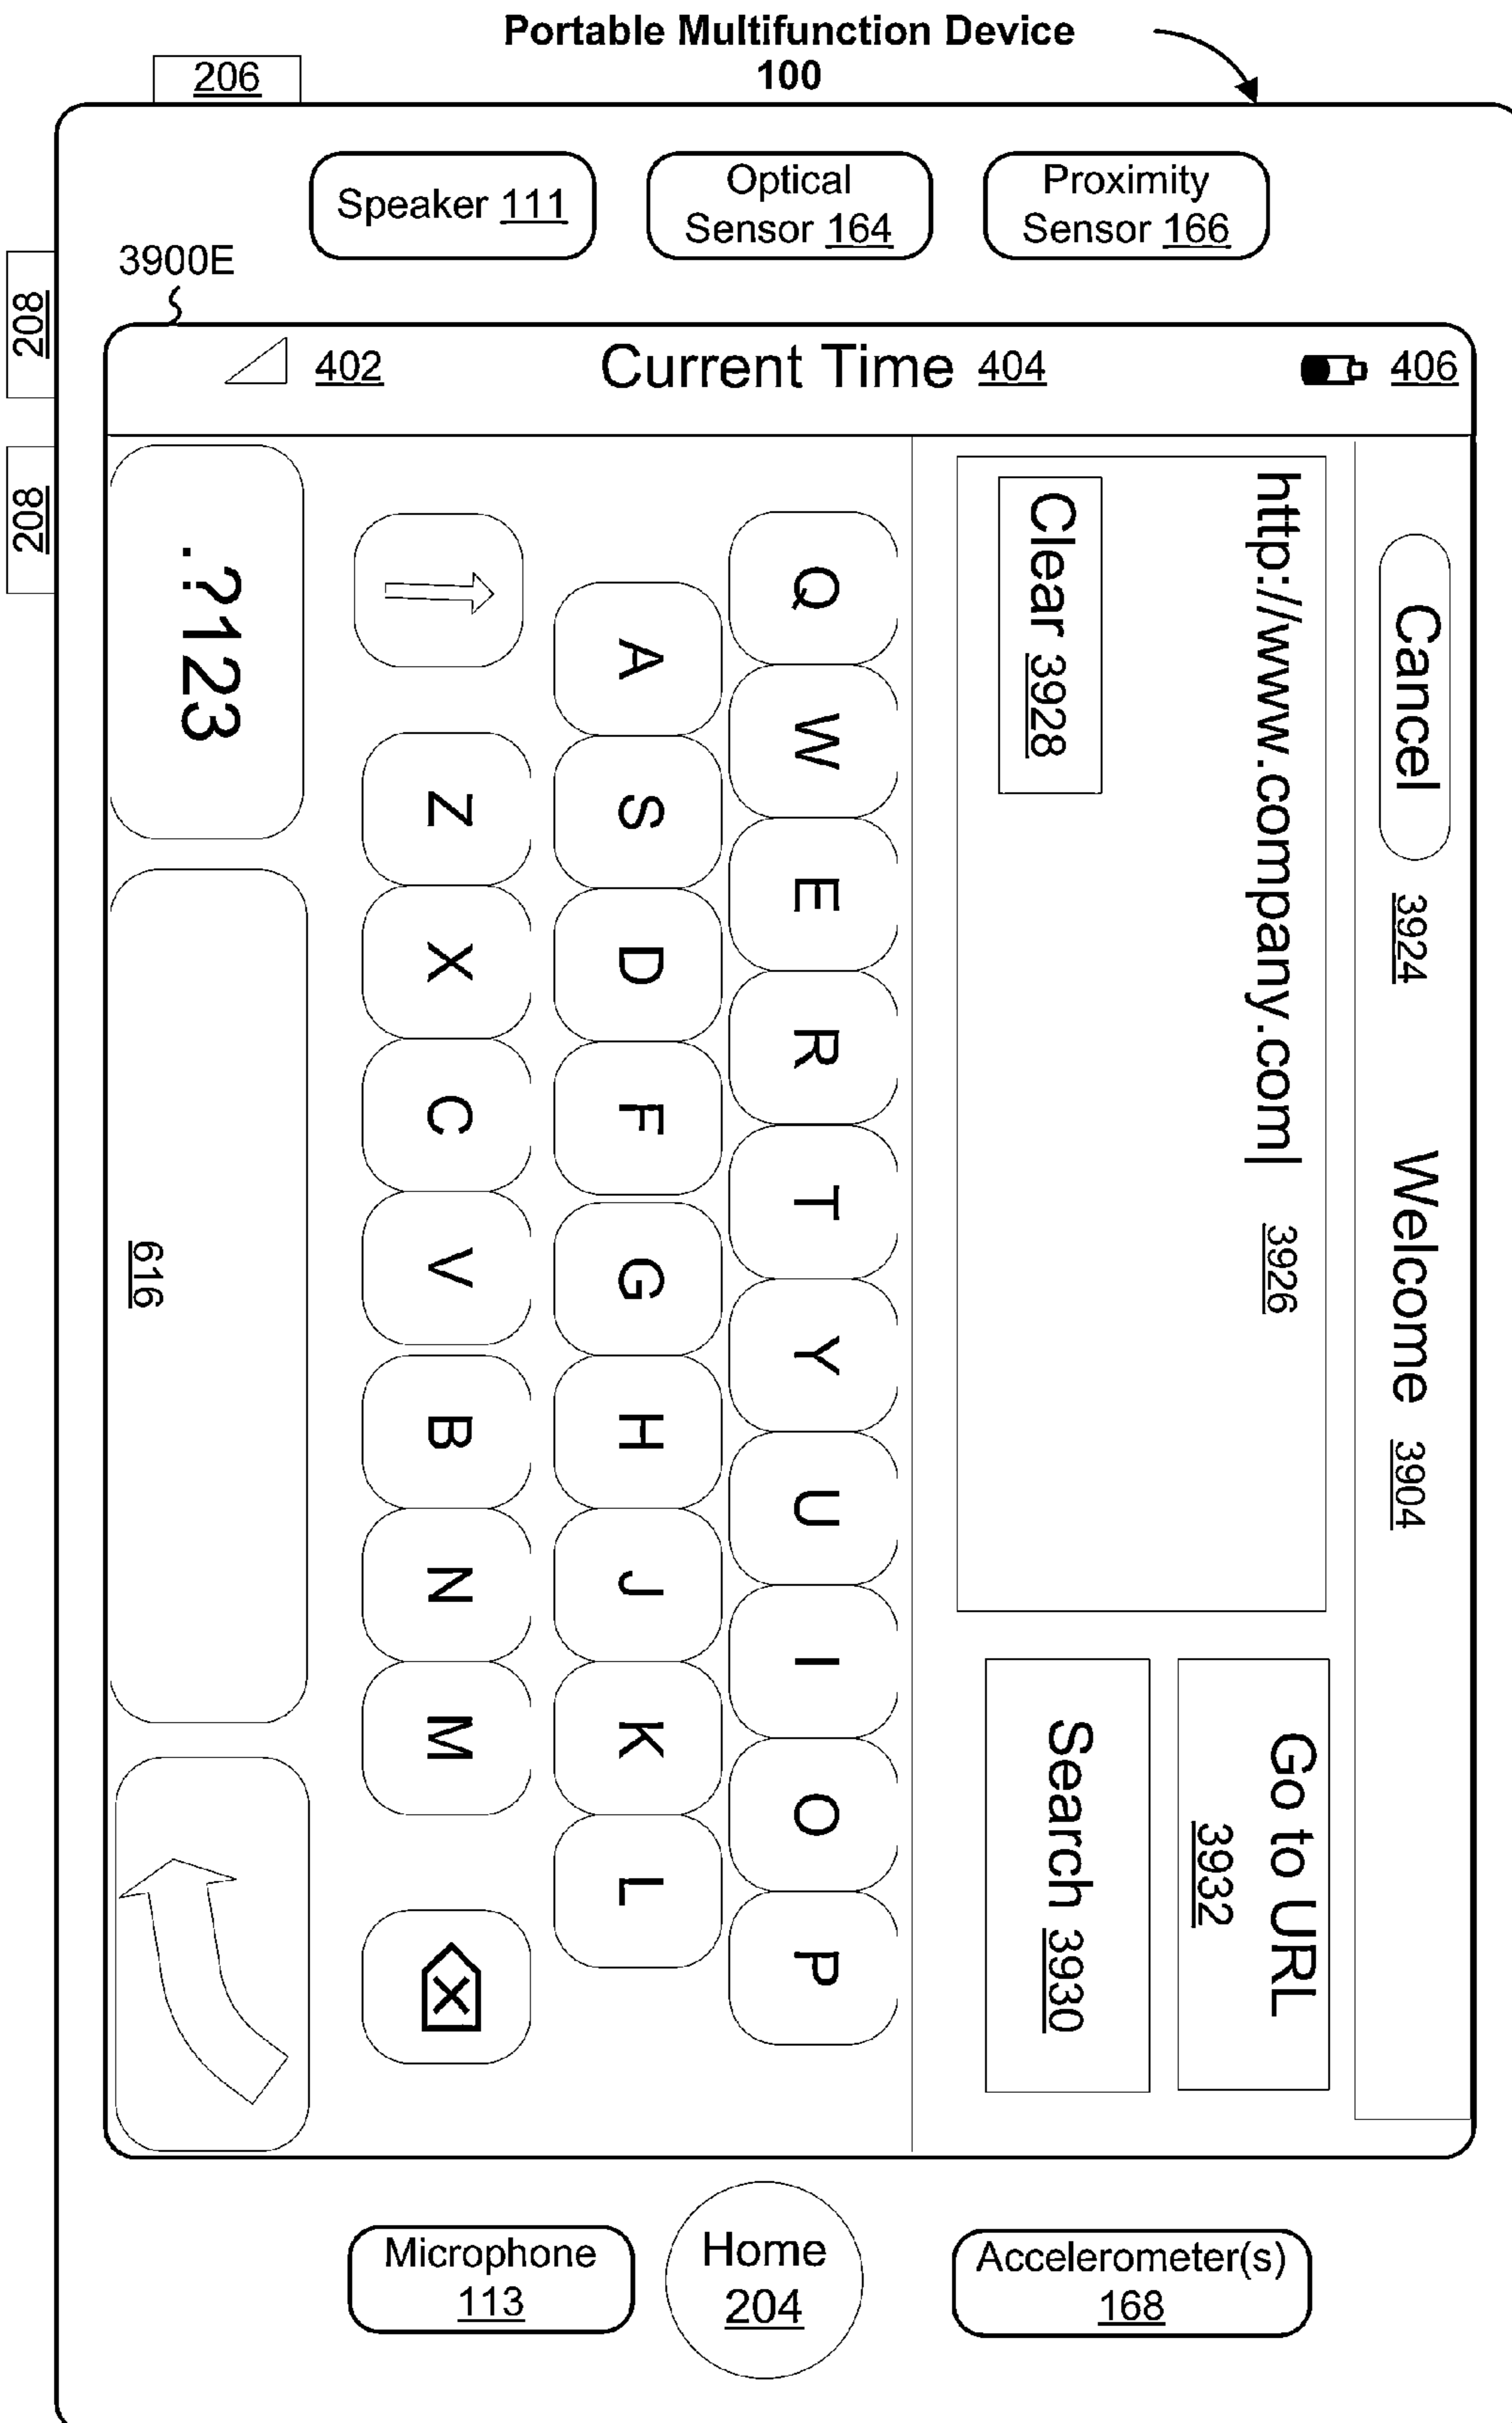 Portable Multifunction Device
100
206
Speaker 111
Optical
Sensor 164
Proximity
Sensor 166
3900E
208
208
402
Current Time 404
406
Cancel 3924
Welcome 3904
http://www.company.com| 3926
Clear 3928
Go to URL
3932
Search 3930
Q W E R T Y U I O P
A S D F G H J K L
Z X C V B N M
.?123
616
Microphone
113
Home
204
Accelerometer(s)
168